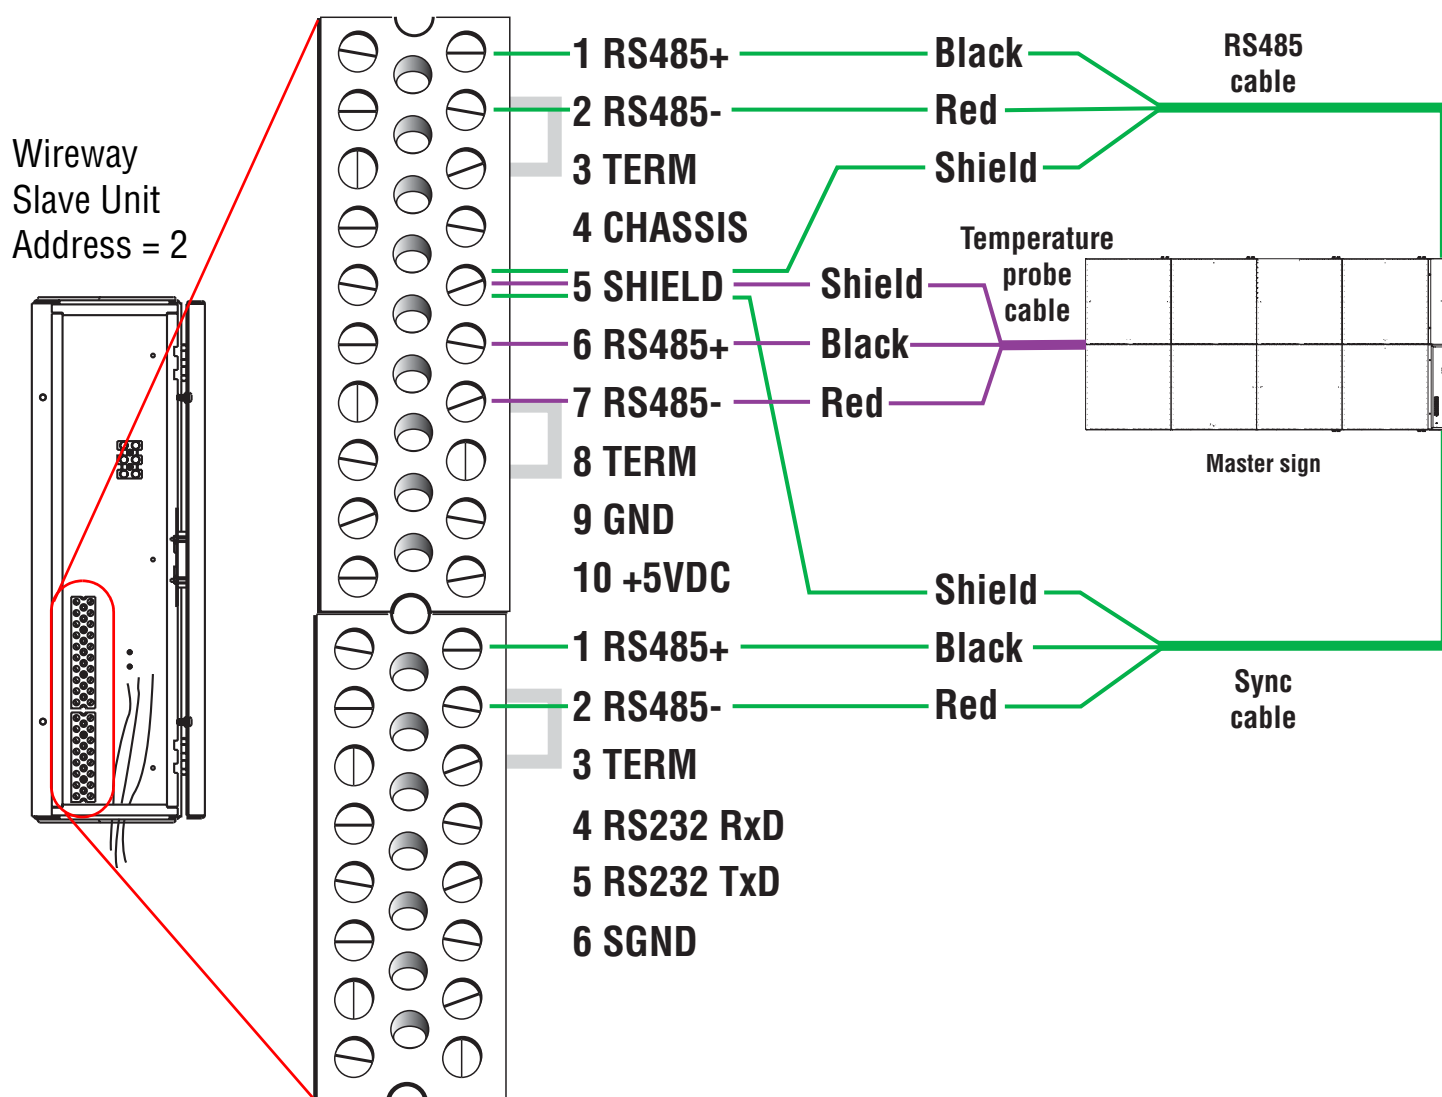 Wireway
Slave Unit
Address = 2
1 RS485+ Black
2 RS485- Red
3 TERM Shield
4 CHASSIS
5 SHIELD Shield
6 RS485+ Black
7 RS485- Red
8 TERM
9 GND
10 +5VDC
Shield
1 RS485+ Black
2 RS485- Red
3 TERM
4 RS232 RxD
5 RS232 TxD
6 SGND
RS485
cable
Temperature
probe
cable
Master sign
Sync
cable